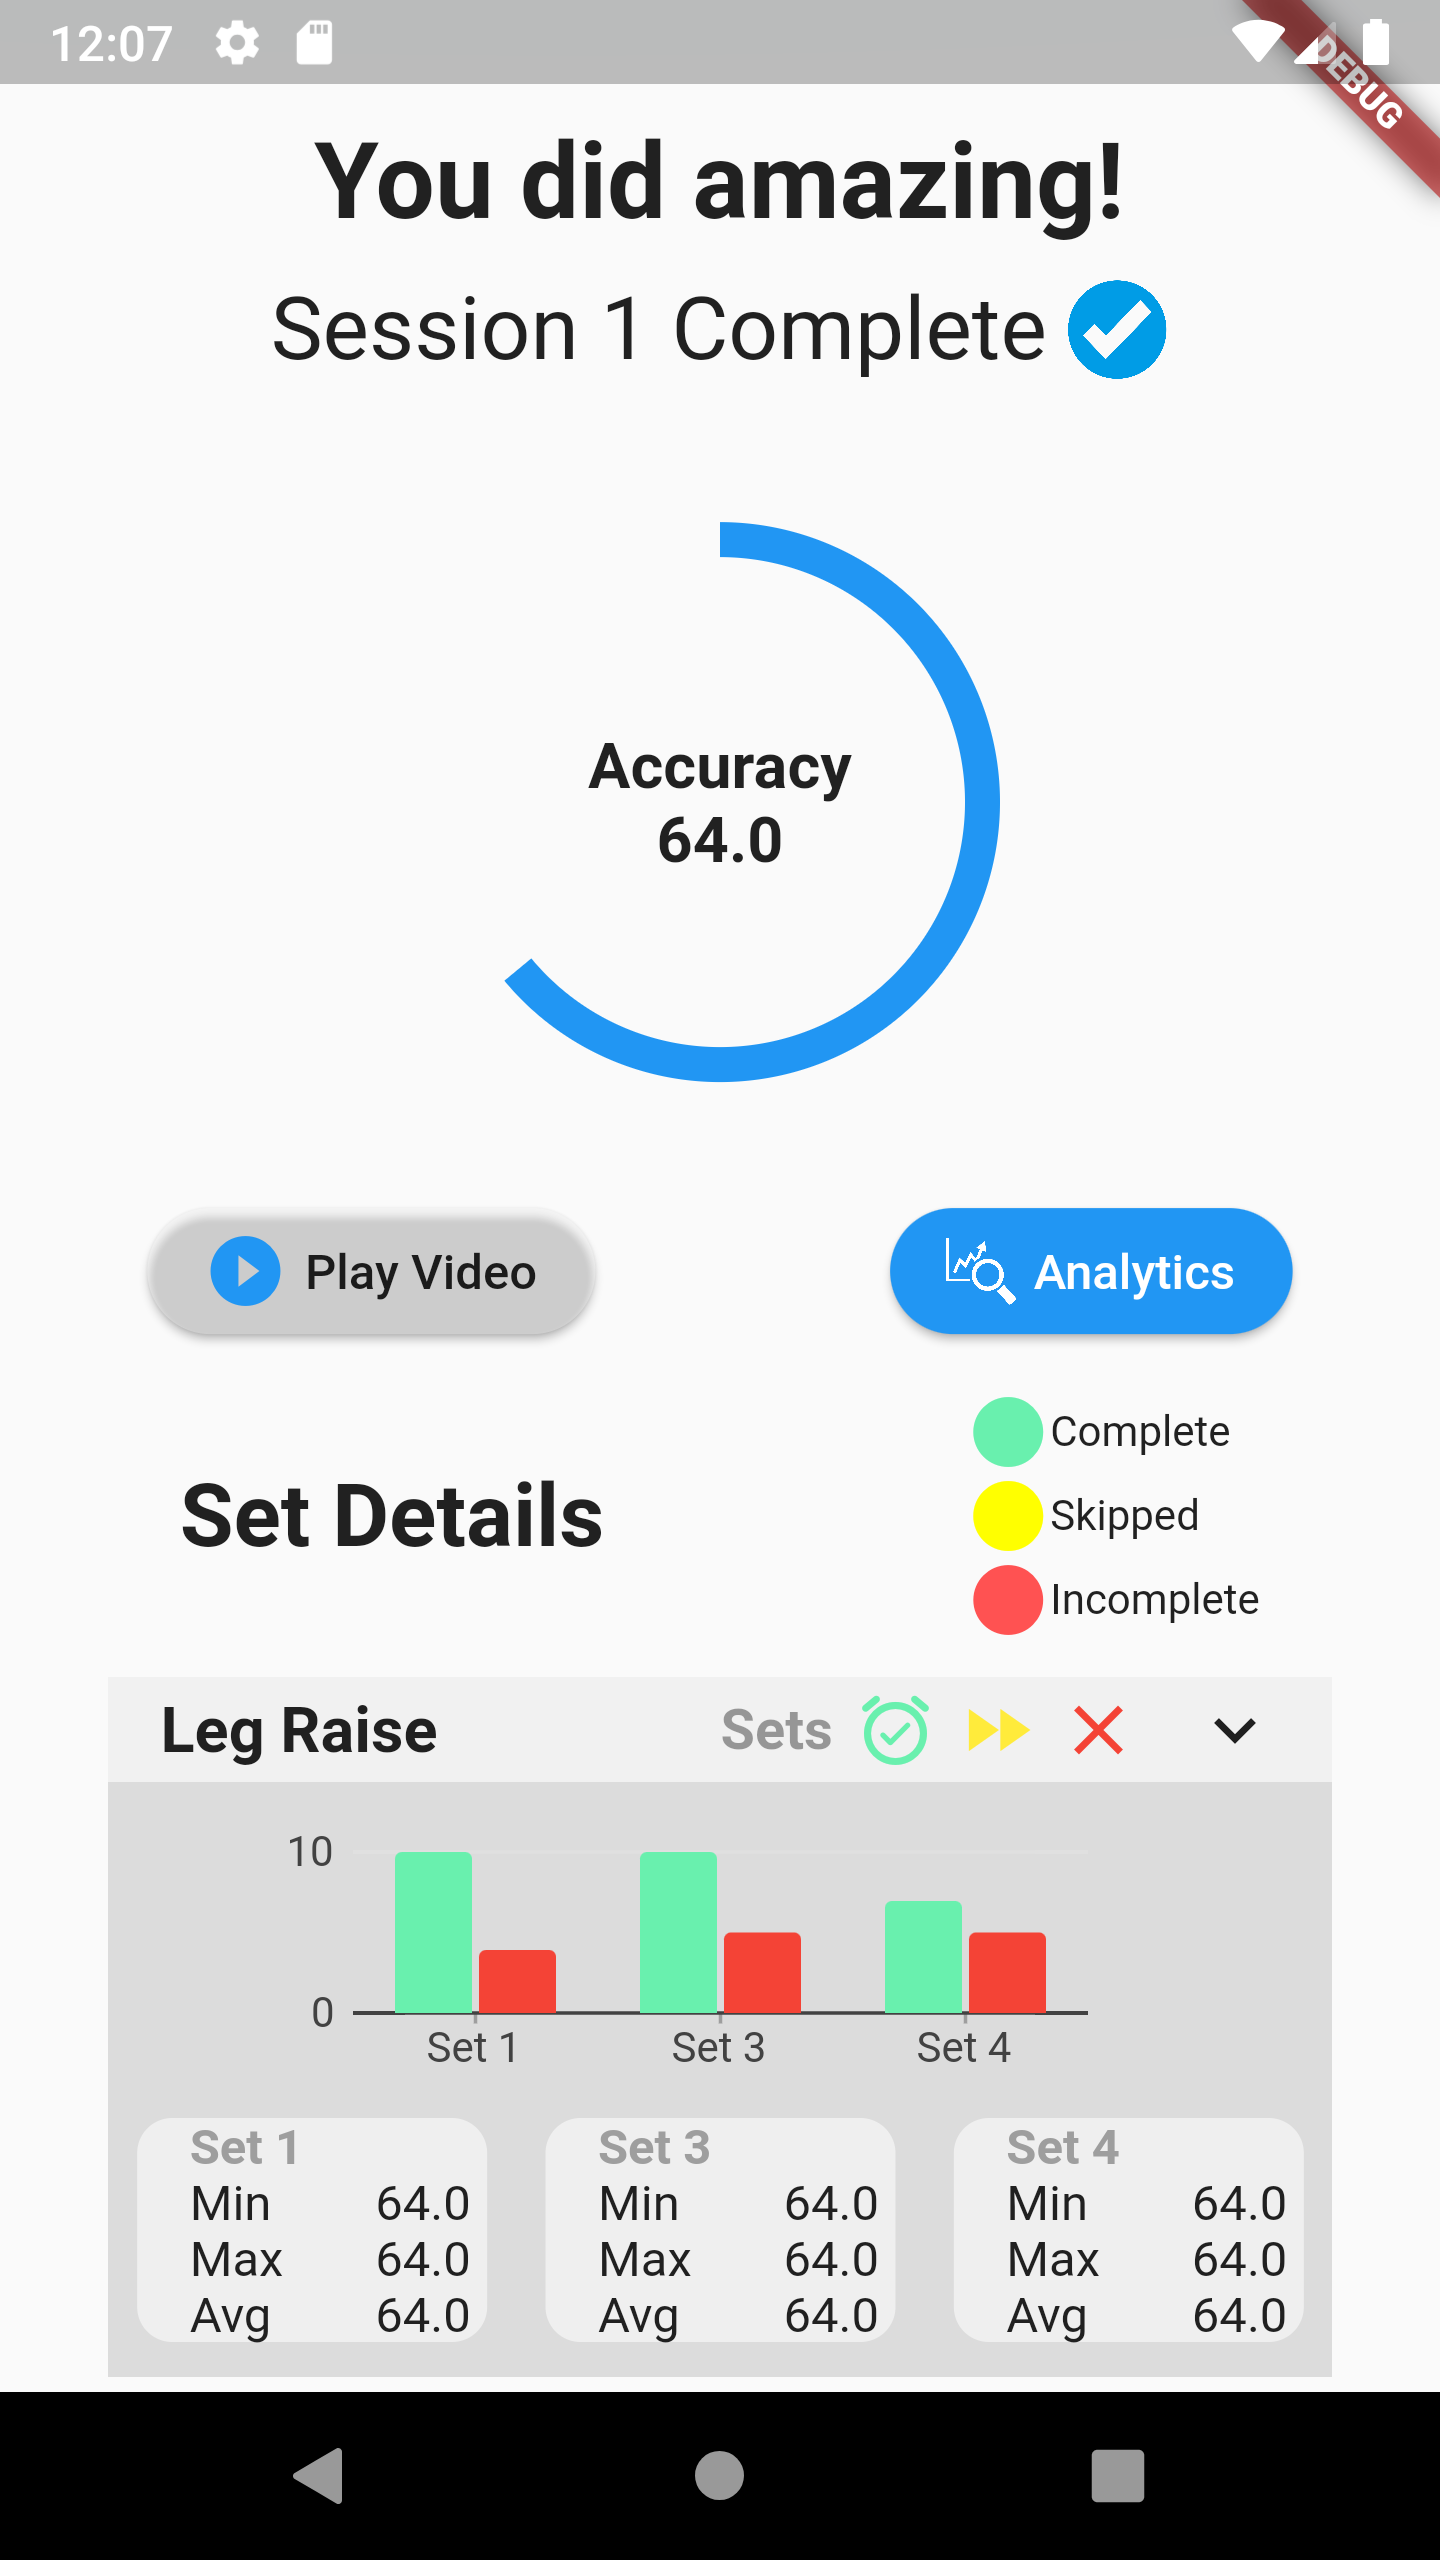 12:07
DEBUG
You did amazing!
Session 1 Complete
Accuracy
64.0
Play Video
Analytics
Set Details
Complete
Skipped
Incomplete
Leg Raise Sets
10
0
Set 1 Set 3 Set 4
Set 1
Min 64.0
Max 64.0
Avg 64.0
Set 3
Min 64.0
Max 64.0
Avg 64.0
Set 4
Min 64.0
Max 64.0
Avg 64.0